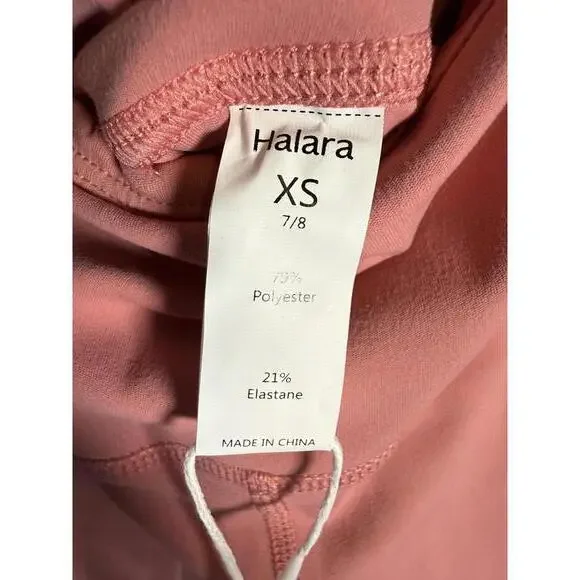 Halara
XS
7/8
79%
Polyester
21%
Elastane
MADE IN CHINA